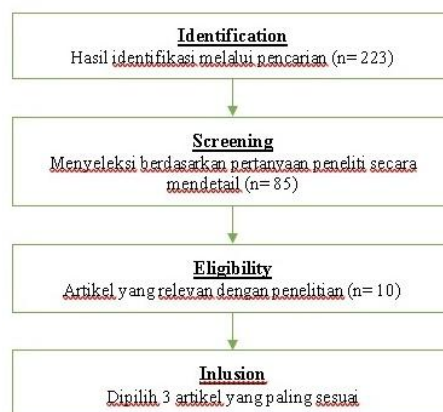 Identification
Hasil identifikasi melalui pencarian (n= 223)
Screening
Menyeleksi berdasarkan pertanyaan peneliti secara
mendetail (n= 85)
Eligibility
Artikel yang relevan dengan penelitian (n= 10)
Inlusion
Dipilih 3 artikel yang paling sesuai